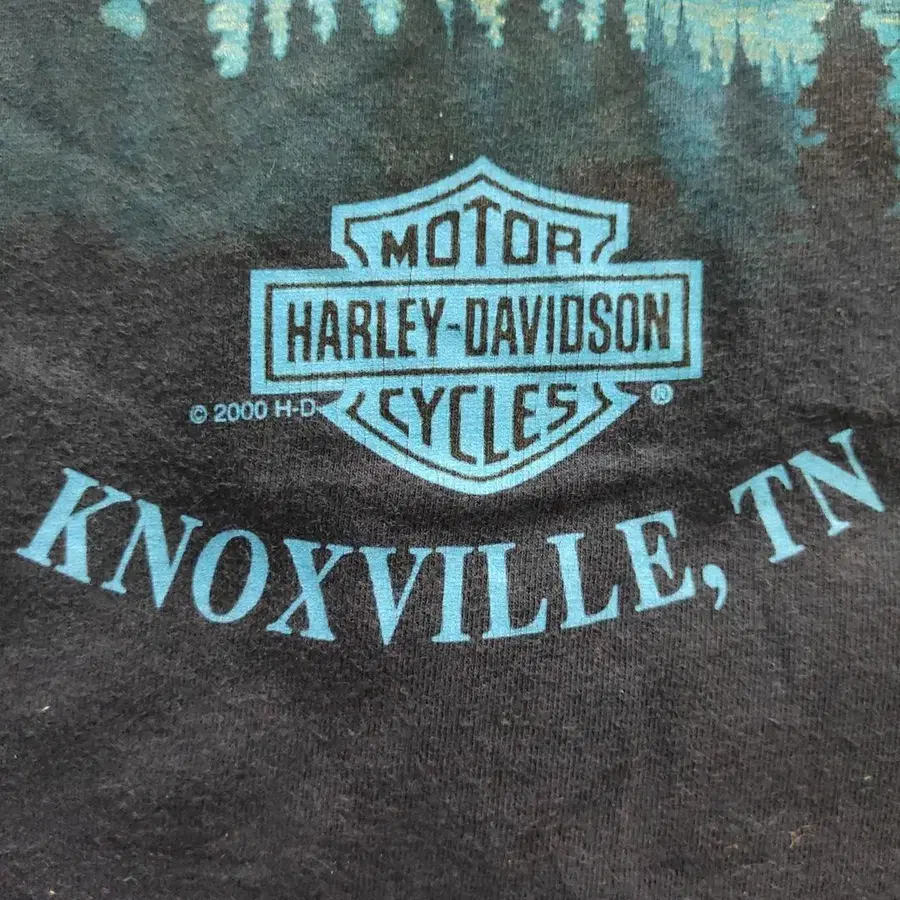 MOTOR
HARLEY-DAVIDSON
CYCLES
®
© 2000 H-D
KNOXVILLE, TN